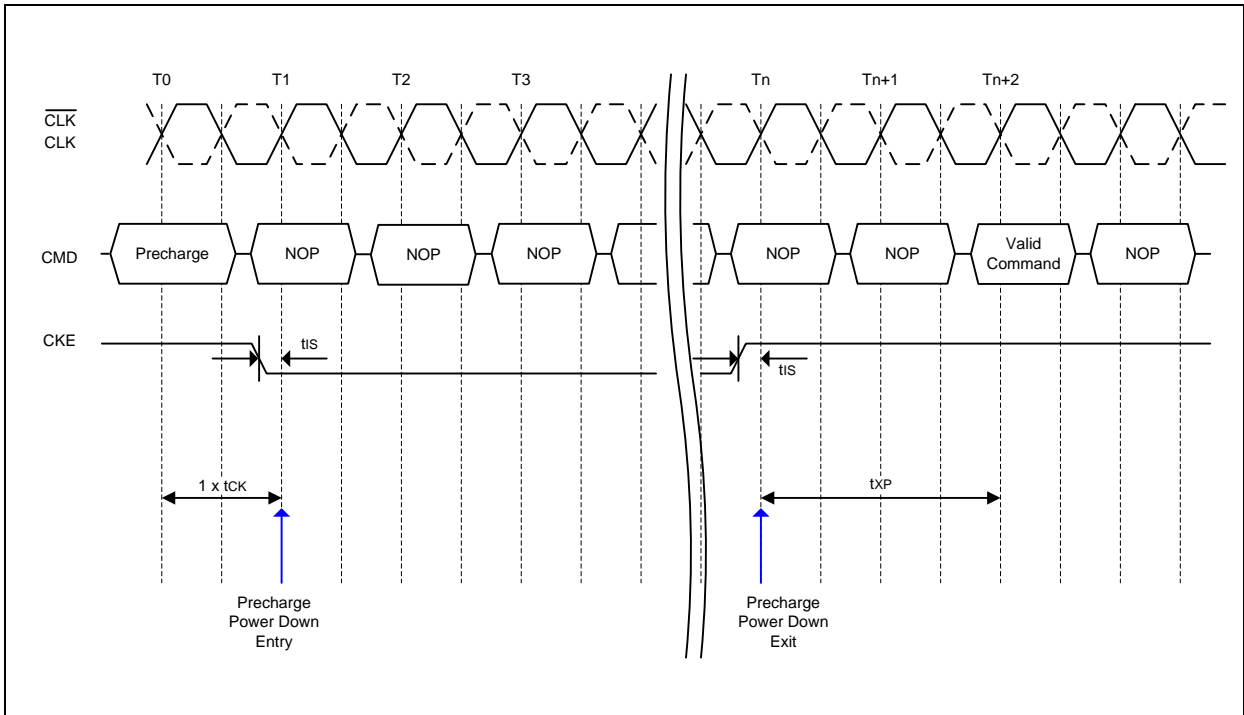 T0 T1 T2 T3 Tn Tn+1 Tn+2
CLK
CLK
CMD Precharge NOP NOP NOP NOP NOP Valid Command NOP
CKE tIS tIS
1 x tCK tXP
Precharge
Power Down
Entry
Precharge
Power Down
Exit